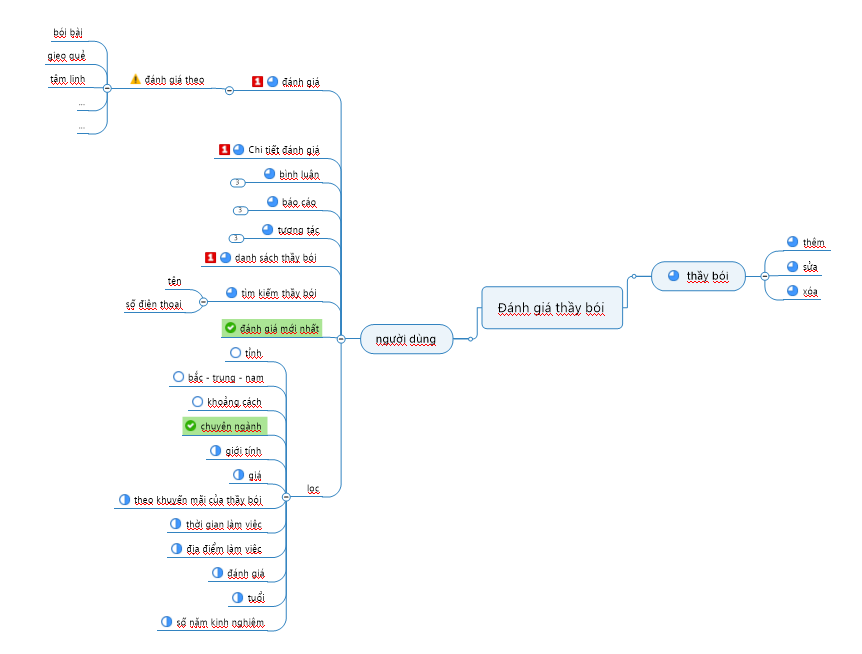 bói bài
gieo quẻ
tâm linh
...
...
đánh giá theo
1 đánh giá
1 Chi tiết đánh giá
3 bình luận
3 báo cáo
3 tương tác
1 danh sách thầy bói
tên
số điện thoại
tìm kiếm thầy bói
đánh giá mới nhất
tỉnh
bắc - trung - nam
khoảng cách
chuyên ngành
giới tính
giá
theo khuyến mãi của thầy bói
thời gian làm việc
địa điểm làm việc
đánh giá
tuổi
số năm kinh nghiệm
lọc
người dùng
Đánh giá thầy bói
thầy bói
thêm
sửa
xóa